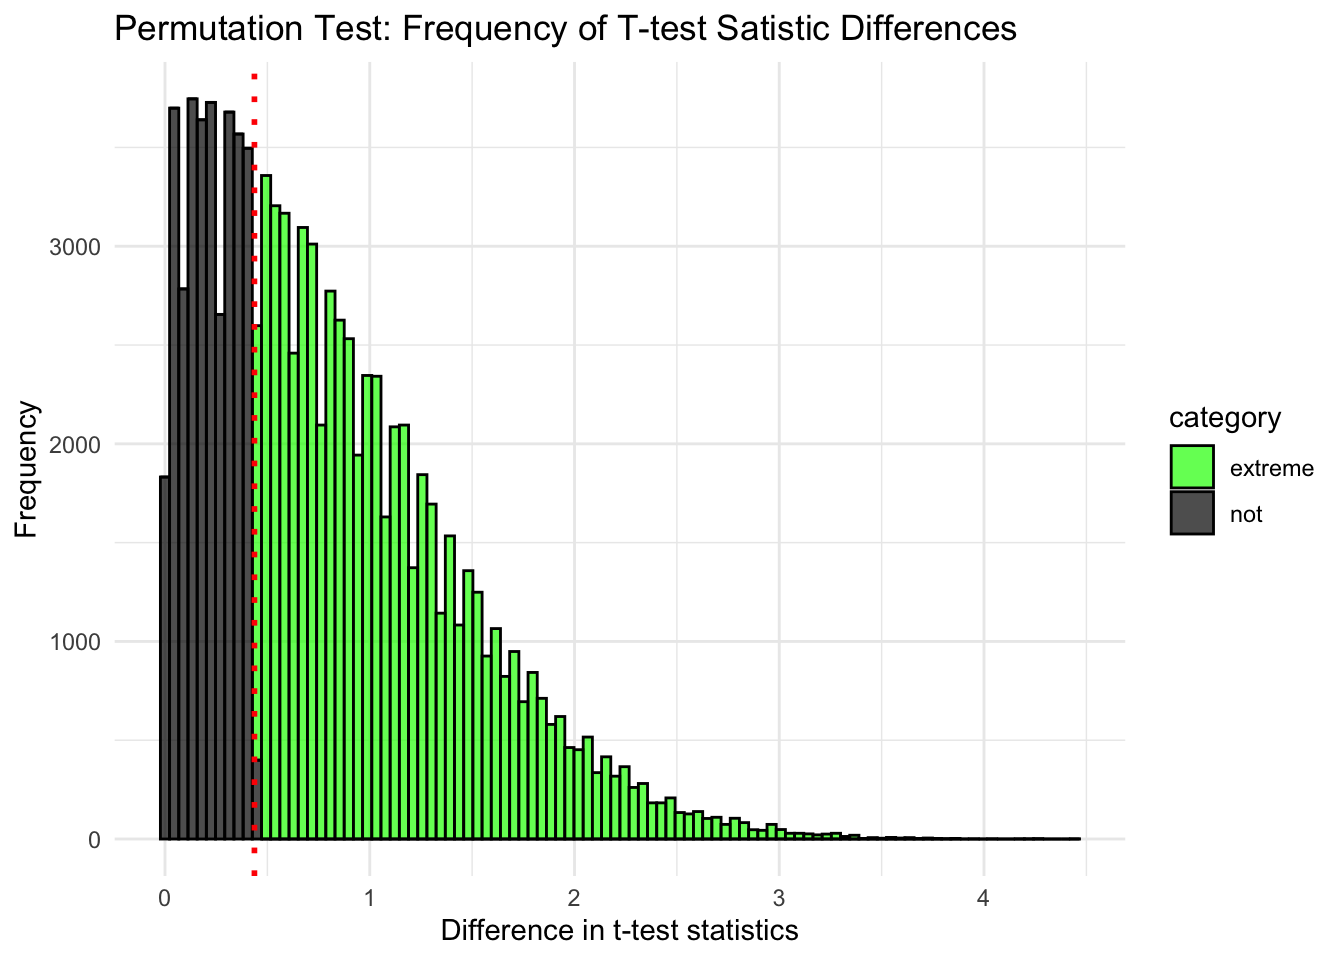 Permutation Test: Frequency of T-test Satistic Differences
Frequency
3000
2000
1000
0
0 1 2 3 4
Difference in t-test statistics
category
extreme
not